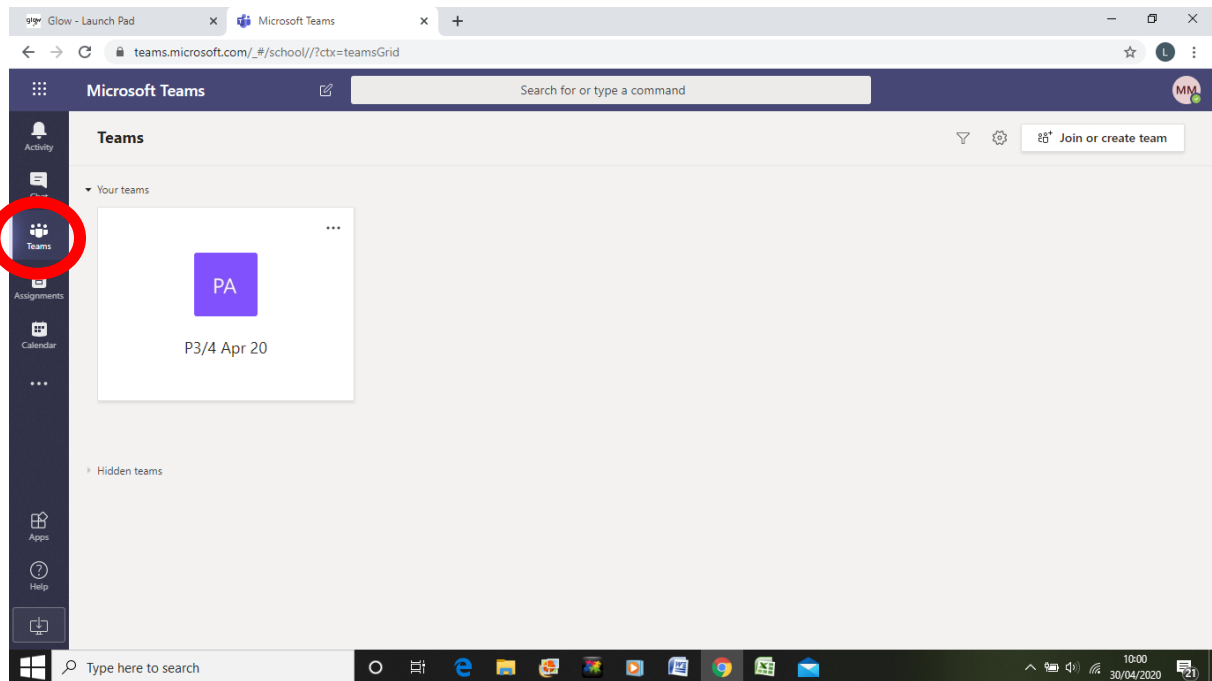 glow Glow - Launch Pad
Microsoft Teams
teams.microsoft.com/_#/school//?ctx=teamsGrid
L
Microsoft Teams
Search for or type a command
MM
Activity
Teams
Join or create team
Chat
Your teams
Teams
PA
Assignments
P3/4 Apr 20
Calendar
Hidden teams
Apps
Help
Type here to search
10:00
30/04/2020
21